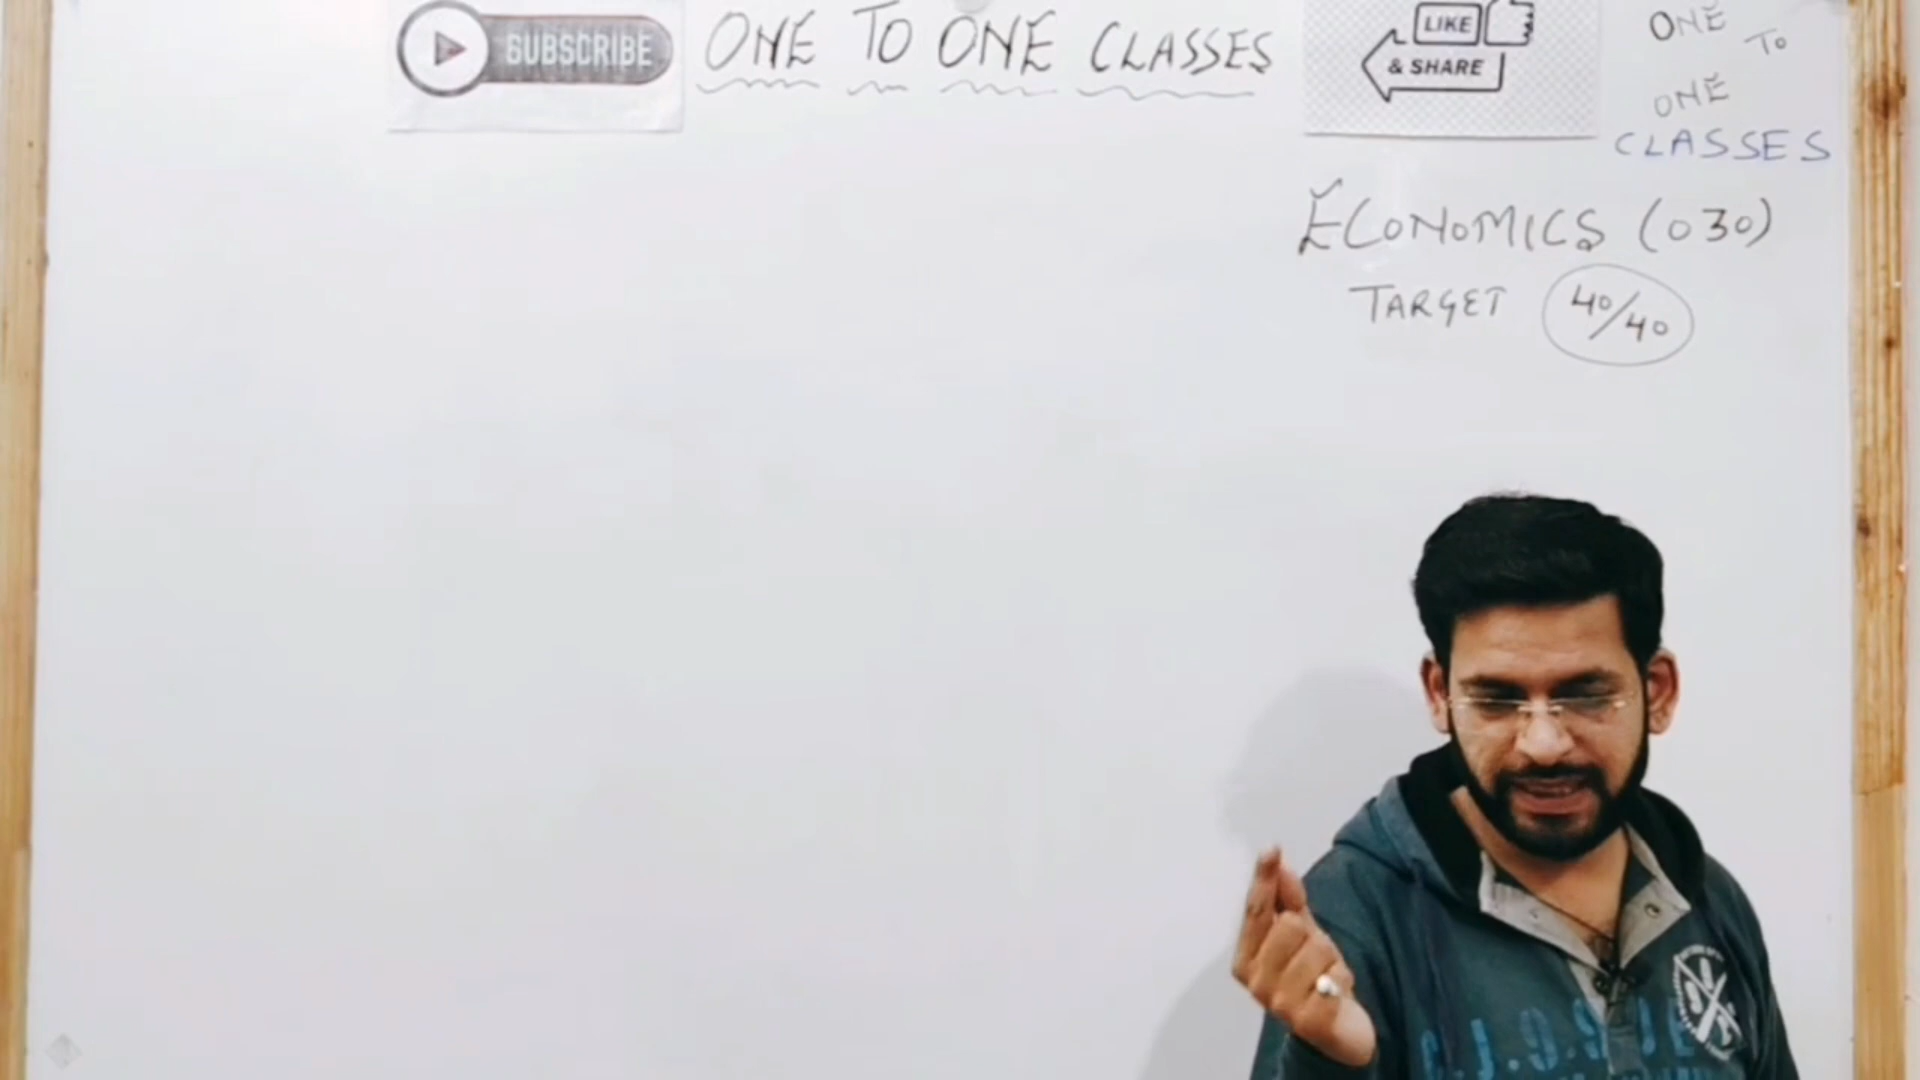 SUBSCRIBE
ONE TO ONE CLASSES
LIKE
& SHARE
ONE
To
ONE
CLASSES
ECONOMICS (030)
TARGET 40/40